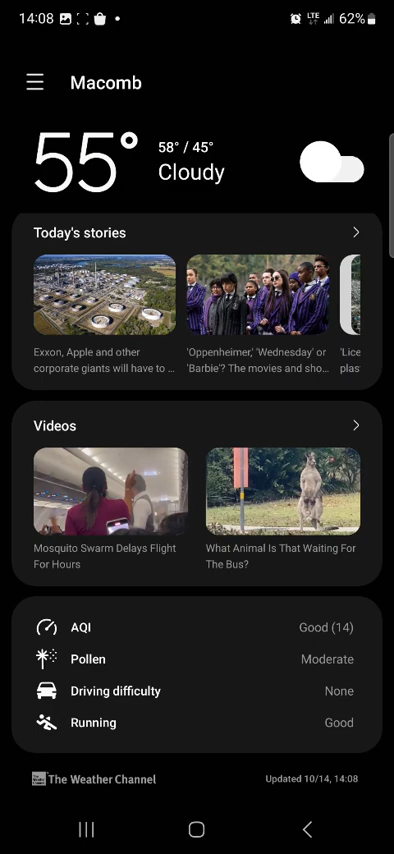 14:08 LTE 62%
Macomb
55° 58° / 45°
Cloudy
Today's stories
Exxon, Apple and other
corporate giants will have to ...
'Oppenheimer,' 'Wednesday' or
'Barbie'? The movies and sho...
'Lice
plas
Videos
Mosquito Swarm Delays Flight
For Hours
What Animal Is That Waiting For
The Bus?
AQI Good (14)
Pollen Moderate
Driving difficulty None
Running Good
The Weather Channel Updated 10/14, 14:08